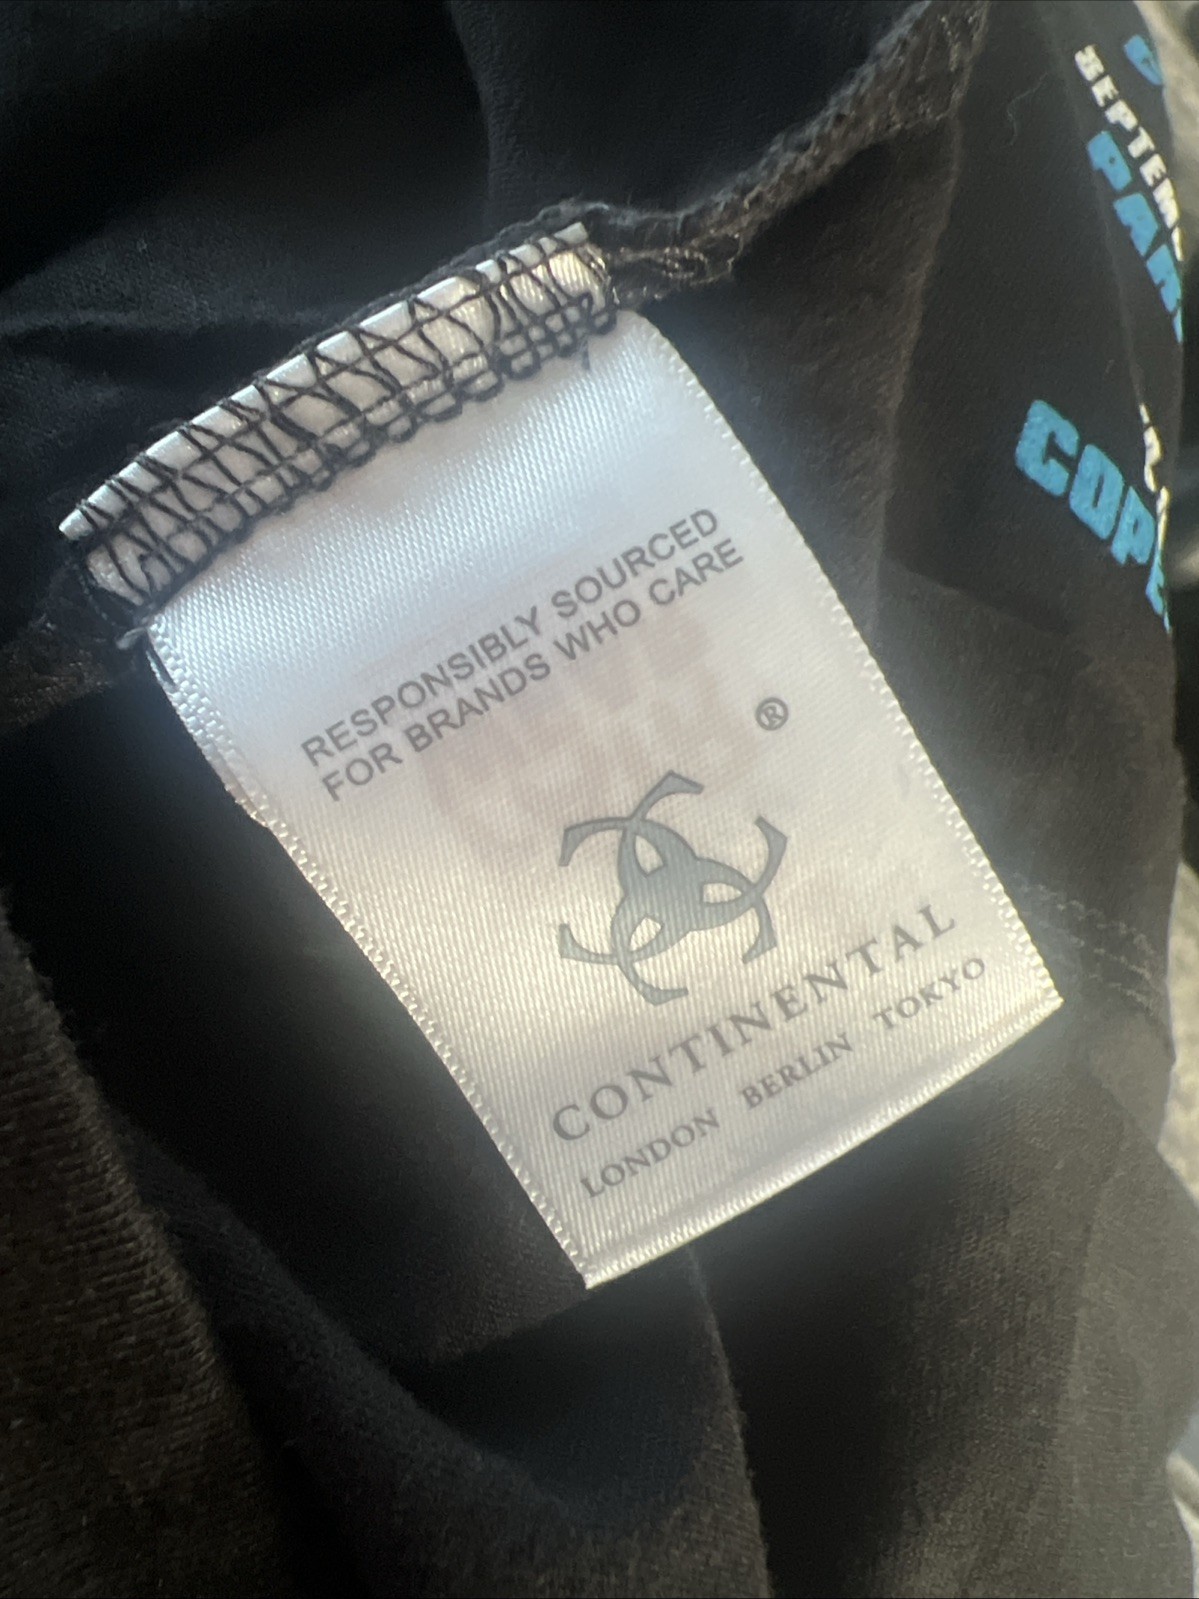 RESPONSIBLY SOURCED
FOR BRANDS WHO CARE
®
CONTINENTAL
LONDON BERLIN TOKYO